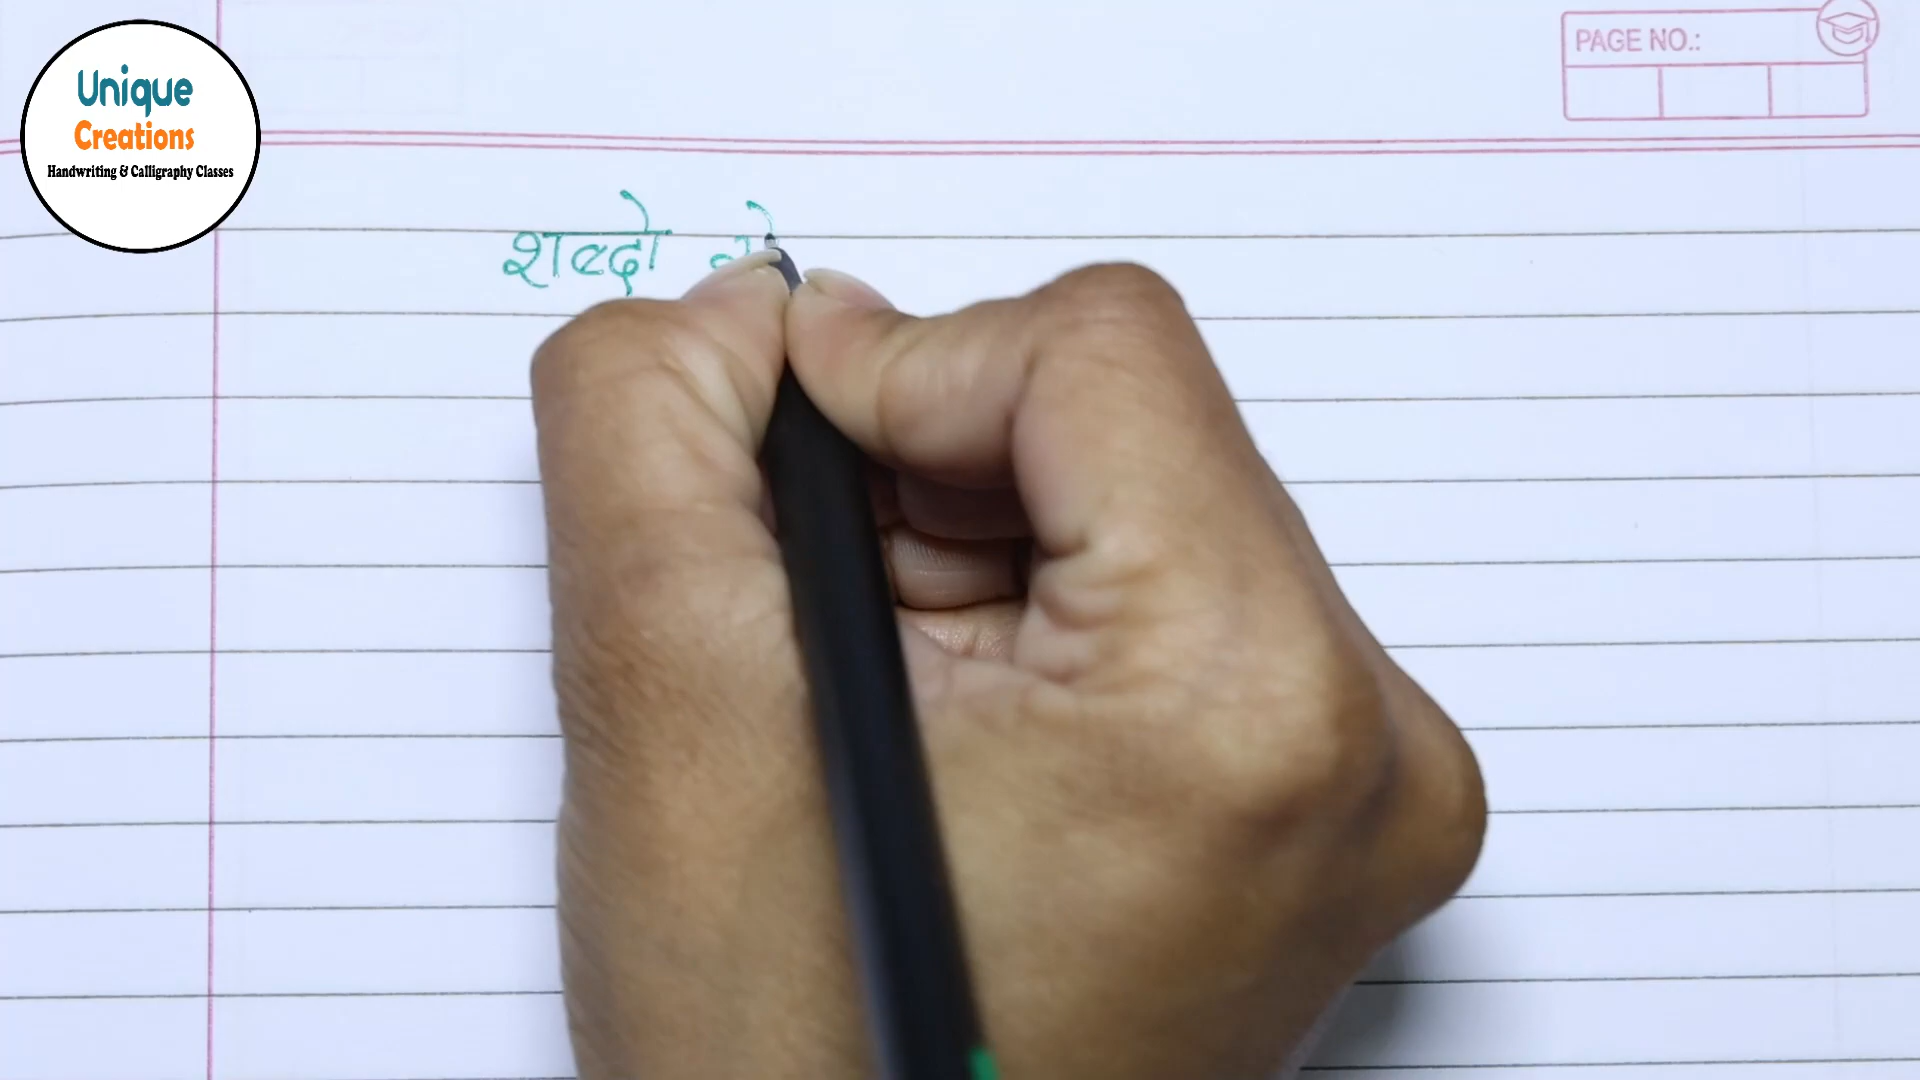 Unique
Creations
Handwriting & Calligraphy Classes
PAGE NO.:
शब्दो